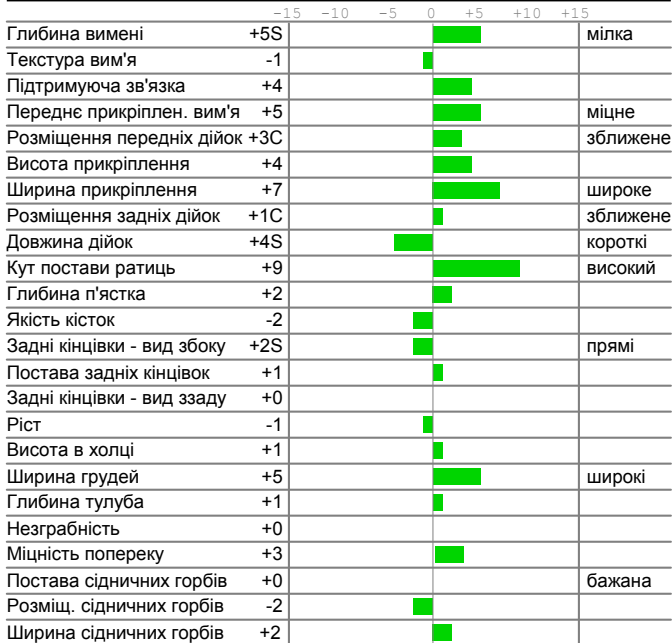 -15 -10 -5 0 +5 +10 +15
Глибина вимені +5S мілка
Текстура вим'я -1
Підтримуюча зв'язка +4
Переднє прикріплен. вим'я +5 міцне
Розміщення передніх дійок +3C зближене
Висота прикріплення +4
Ширина прикріплення +7 широке
Розміщення задніх дійок +1C зближене
Довжина дійок +4S короткі
Кут постави ратиць +9 високий
Глибина п'ястка +2
Якість кісток -2
Задні кінцівки - вид збоку +2S прямі
Постава задніх кінцівок +1
Задні кінцівки - вид ззаду +0
Ріст -1
Висота в холці +1
Ширина грудей +5 широкі
Глибина тулуба +1
Незграбність +0
Міцність попереку +3
Постава сідничних горбів +0 бажана
Розміщ. сідничних горбів -2
Ширина сідничних горбів +2